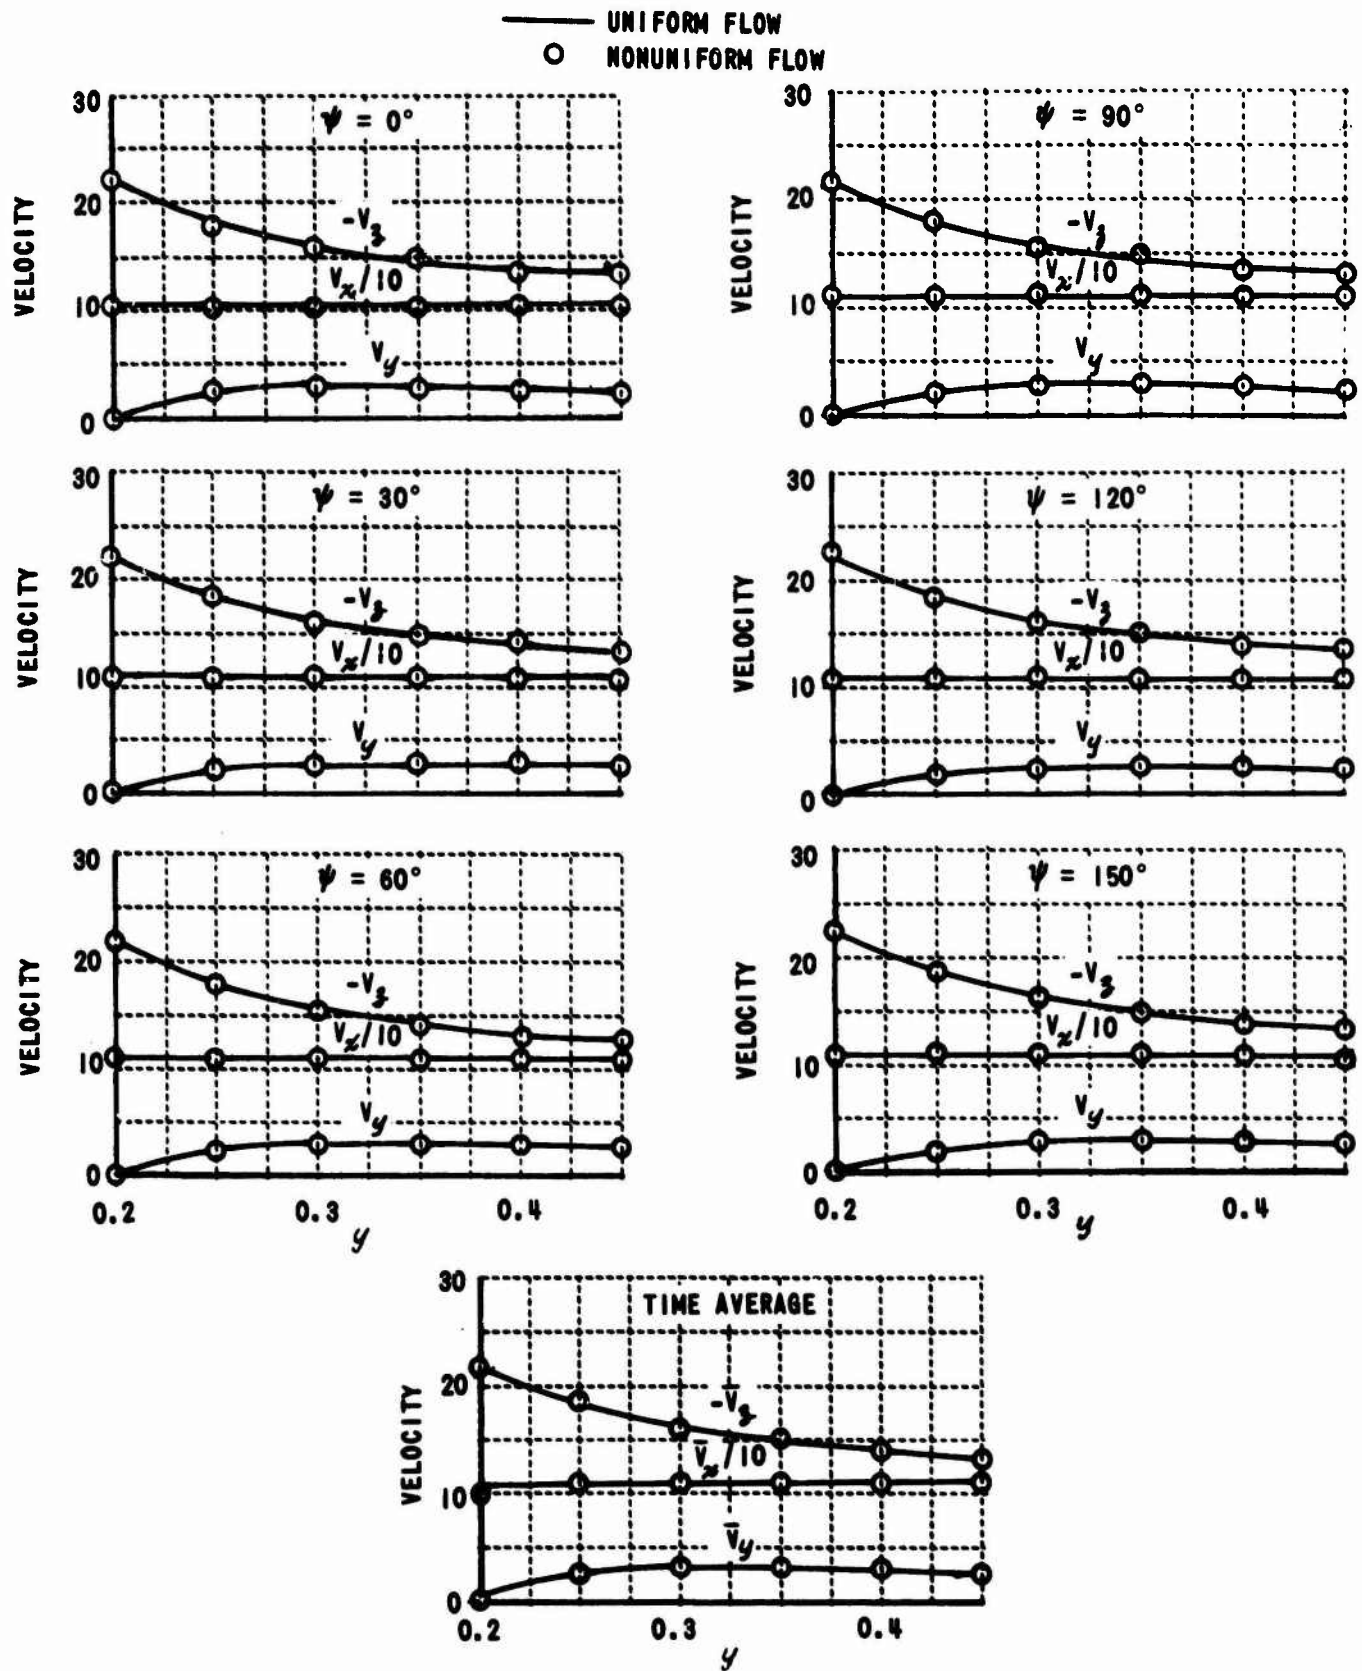 UNIFORM FLOW
NONUNIFORM FLOW
VELOCITY
30
20
10
0
ψ = 0°
-V_z
V_x/10
V_y
VELOCITY
30
20
10
0
ψ = 90°
-V_z
V_x/10
V_y
VELOCITY
30
20
10
0
ψ = 30°
-V_z
V_x/10
V_y
VELOCITY
30
20
10
0
ψ = 120°
-V_z
V_x/10
V_y
VELOCITY
30
20
10
0
ψ = 60°
-V_z
V_x/10
V_y
0.2 0.3 0.4
y
VELOCITY
30
20
10
0
ψ = 150°
-V_z
V_x/10
V_y
0.2 0.3 0.4
y
VELOCITY
30
20
10
0
TIME AVERAGE
-V̄_z
V̄_x/10
V̄_y
0.2 0.3 0.4
y